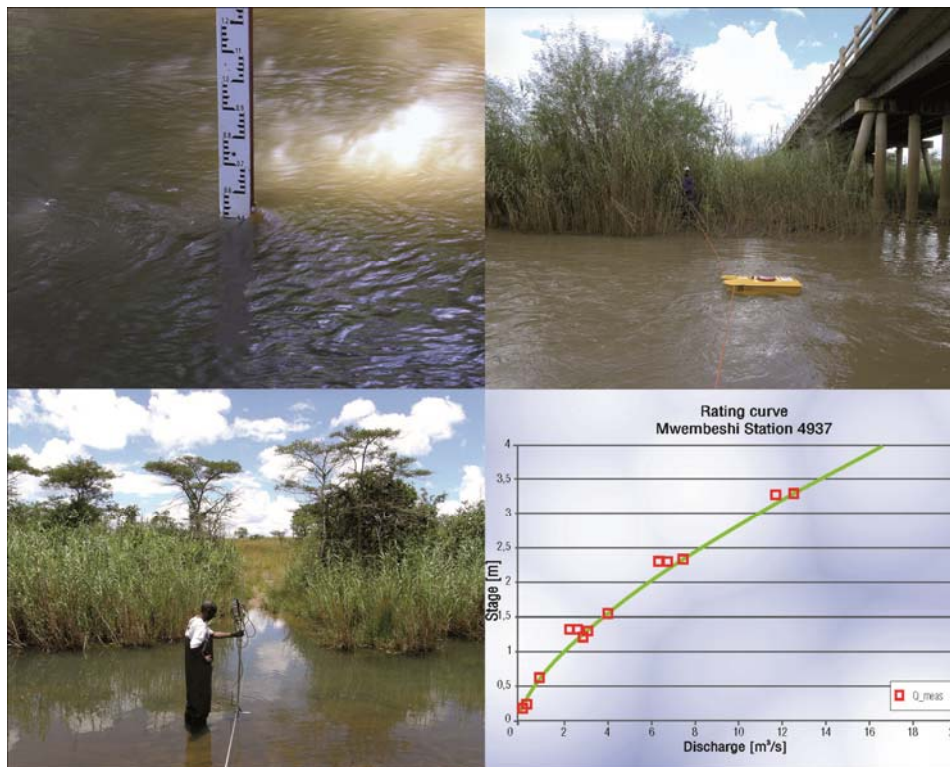 Rating curve
Mwembeshi Station 4937
4
3,5
3
2,5
2
1,5
1
0,5
0
Stage [m]
Q_meas
0 2 4 6 8 10 12 14 16 18
Discharge [m³/s]